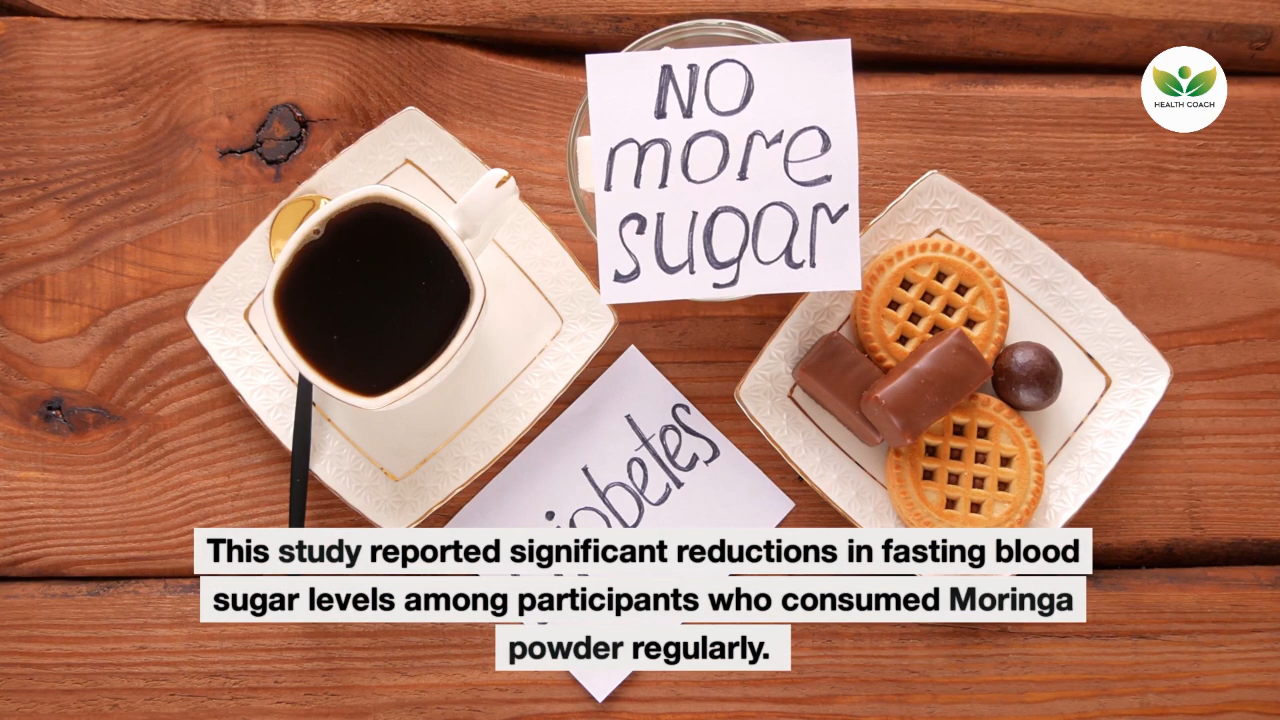 HEALTH COACH
NO
more
sugar
This study reported significant reductions in fasting blood
sugar levels among participants who consumed Moringa
powder regularly.